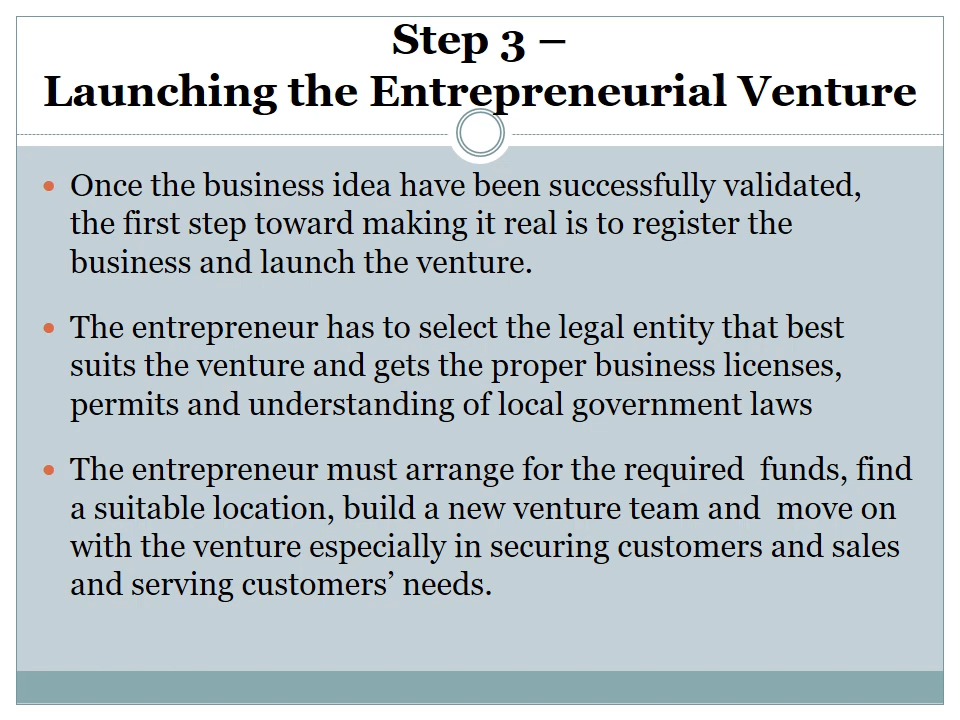 Step 3 –
Launching the Entrepreneurial Venture
• Once the business idea have been successfully validated,
the first step toward making it real is to register the
business and launch the venture.
• The entrepreneur has to select the legal entity that best
suits the venture and gets the proper business licenses,
permits and understanding of local government laws
• The entrepreneur must arrange for the required  funds, find
a suitable location, build a new venture team and  move on
with the venture especially in securing customers and sales
and serving customers’ needs.